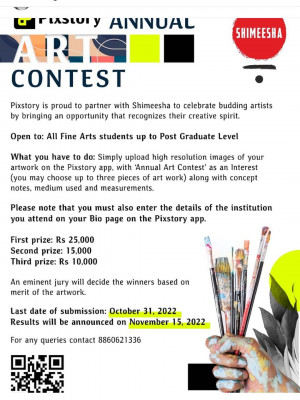 Pixstory ANNUAL
SHIMEESHA
ART
CONTEST
Pixstory is proud to partner with Shimeesha to celebrate budding artists
by bringing an opportunity that recognizes their creative spirit.
Open to: All Fine Arts students up to Post Graduate Level
What you have to do: Simply upload high resolution images of your
artwork on the Pixstory app, with 'Annual Art Contest' as an Interest
(you may choose up to three pieces of art work) along with concept
notes, medium used and measurements.
Please note that you must also enter the details of the institution
you attend on your Bio page on the Pixstory app.
First prize: Rs 25,000
Second prize: 15,000
Third prize: Rs 10,000
An eminent jury will decide the winners based on
merit of the artwork.
Last date of submission: October 31, 2022
Results will be announced on November 15, 2022
For any queries contact 8860621336